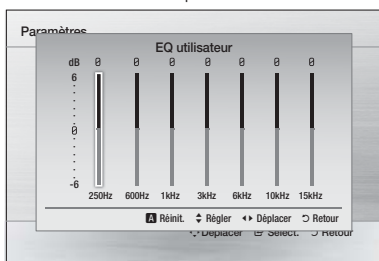 Paramètres
EQ utilisateur
dB 0 0 0 0 0 0 0
6
0
-6
250Hz 600Hz 1kHz 3kHz 6kHz 10kHz 15kHz
A Réinit. Régler Déplacer Retour
Déplacer Sélect. Retour